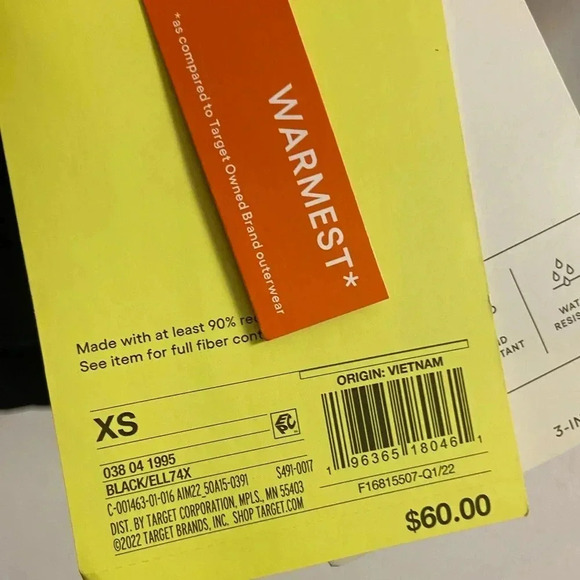 WARMEST*
*as compared to Target Owned Brand outerwear
Made with at least 90%
See item for full fiber
ORIGIN: VIETNAM
XS
EPC
038 04 1995
BLACK/ELL74X
C-001463-01-016 AIM22_50A15-0391 S491-0017
DIST. BY TARGET CORPORATION, MPLS., MN 55403
©2022 TARGET BRANDS, INC. SHOP TARGET.COM
1 96365 18046 1
F16815507-Q1/22
$60.00
3-IN